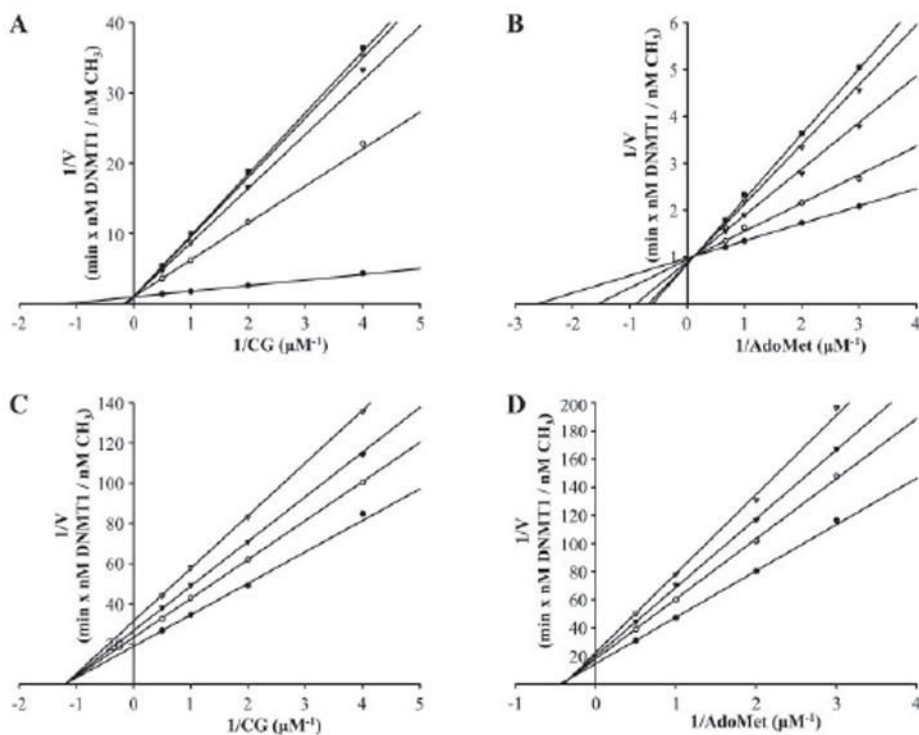 A
40
30
20
10
-2 -1 0 1 2 3 4 5
1/V
(min x nM DNMT1 / nM CH₃)
1/CG (µM⁻¹)
B
6
5
4
3
2
1
-3 -2 -1 0 1 2 3 4
1/V
(min x nM DNMT1 / nM CH₃)
1/AdoMet (µM⁻¹)
C
140
120
100
80
60
40
20
-2 -1 0 1 2 3 4 5
1/V
(min x nM DNMT1 / nM CH₃)
1/CG (µM⁻¹)
D
200
180
160
140
120
100
80
60
40
20
-1 0 1 2 3 4
1/V
(min x nM DNMT1 / nM CH₃)
1/AdoMet (µM⁻¹)